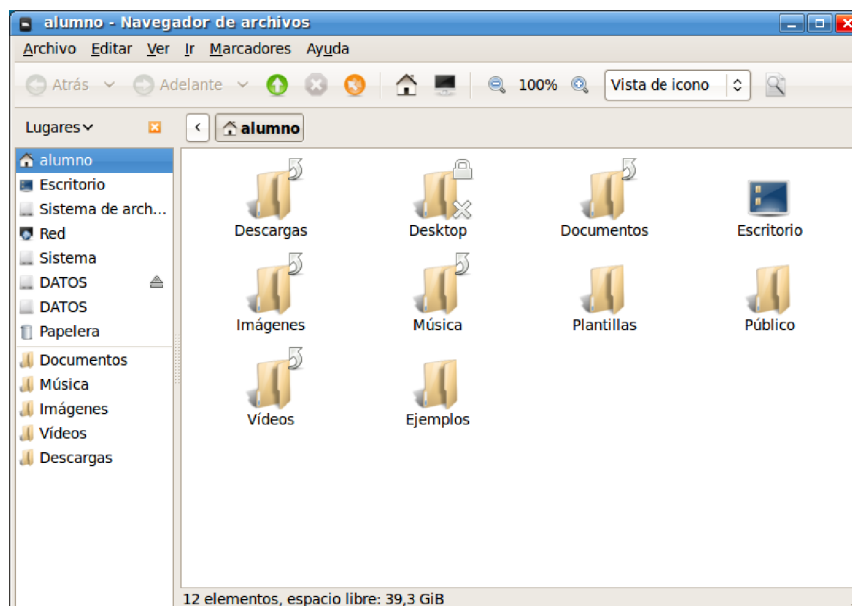 alumno - Navegador de archivos
Archivo Editar Ver Ir Marcadores Ayuda
Atrás Adelante 100% Vista de icono
Lugares alumno
alumno
Escritorio
Sistema de arch...
Red
Sistema
DATOS
DATOS
Papelera
Documentos
Música
Imágenes
Vídeos
Descargas
Descargas Desktop Documentos Escritorio
Imágenes Música Plantillas Público
Vídeos Ejemplos
12 elementos, espacio libre: 39,3 GiB